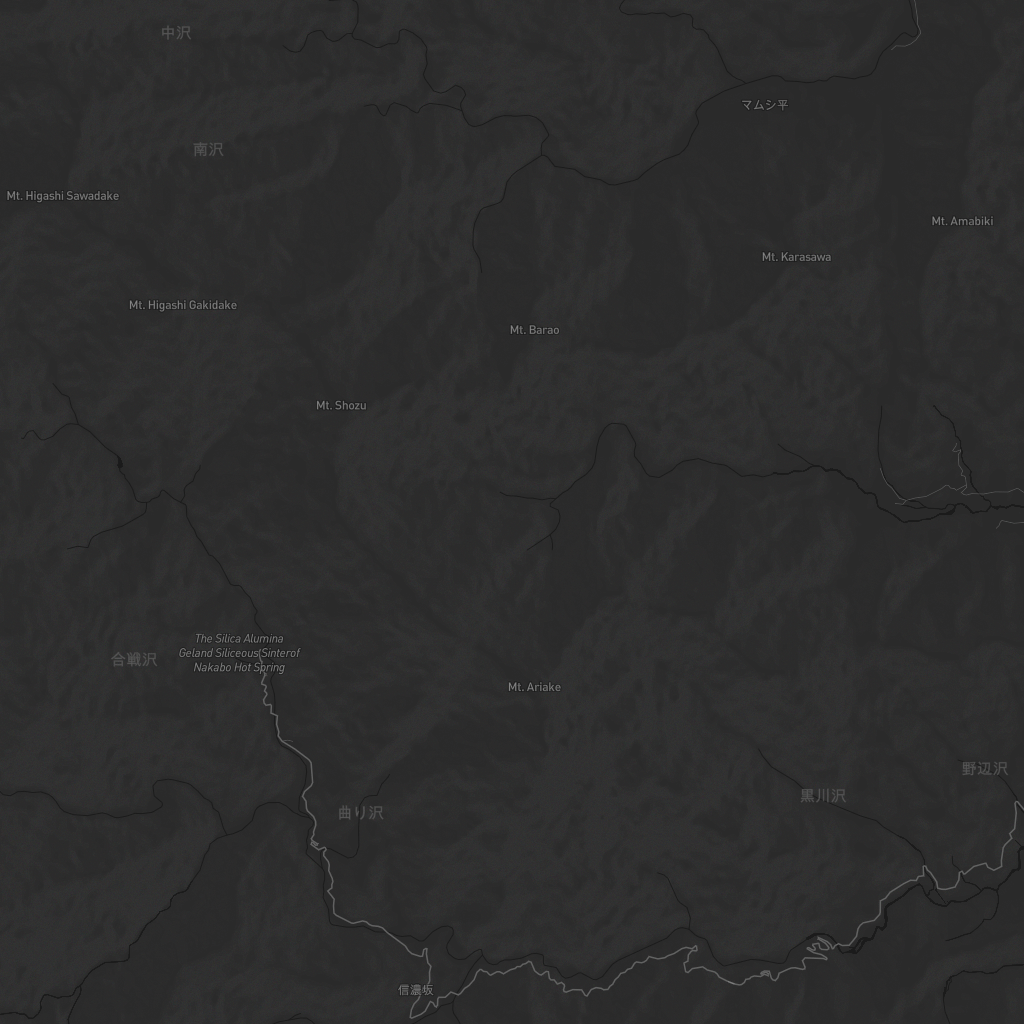 中沢
マムシ平
南沢
Mt. Higashi Sawadake
Mt. Amabiki
Mt. Karasawa
Mt. Higashi Gakidake
Mt. Barao
Mt. Shozu
The Silica Alumina
Geland Siliceous Sinterof
Nakabo Hot Spring
合戦沢
Mt. Ariake
野辺沢
黒川沢
曲り沢
信濃坂